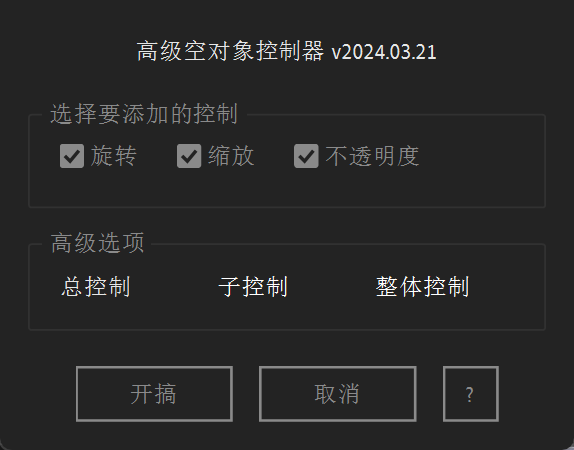 高级空对象控制器 v2024.03.21
选择要添加的控制
旋转 缩放 不透明度
高级选项
总控制 子控制 整体控制
开搞 取消 ?